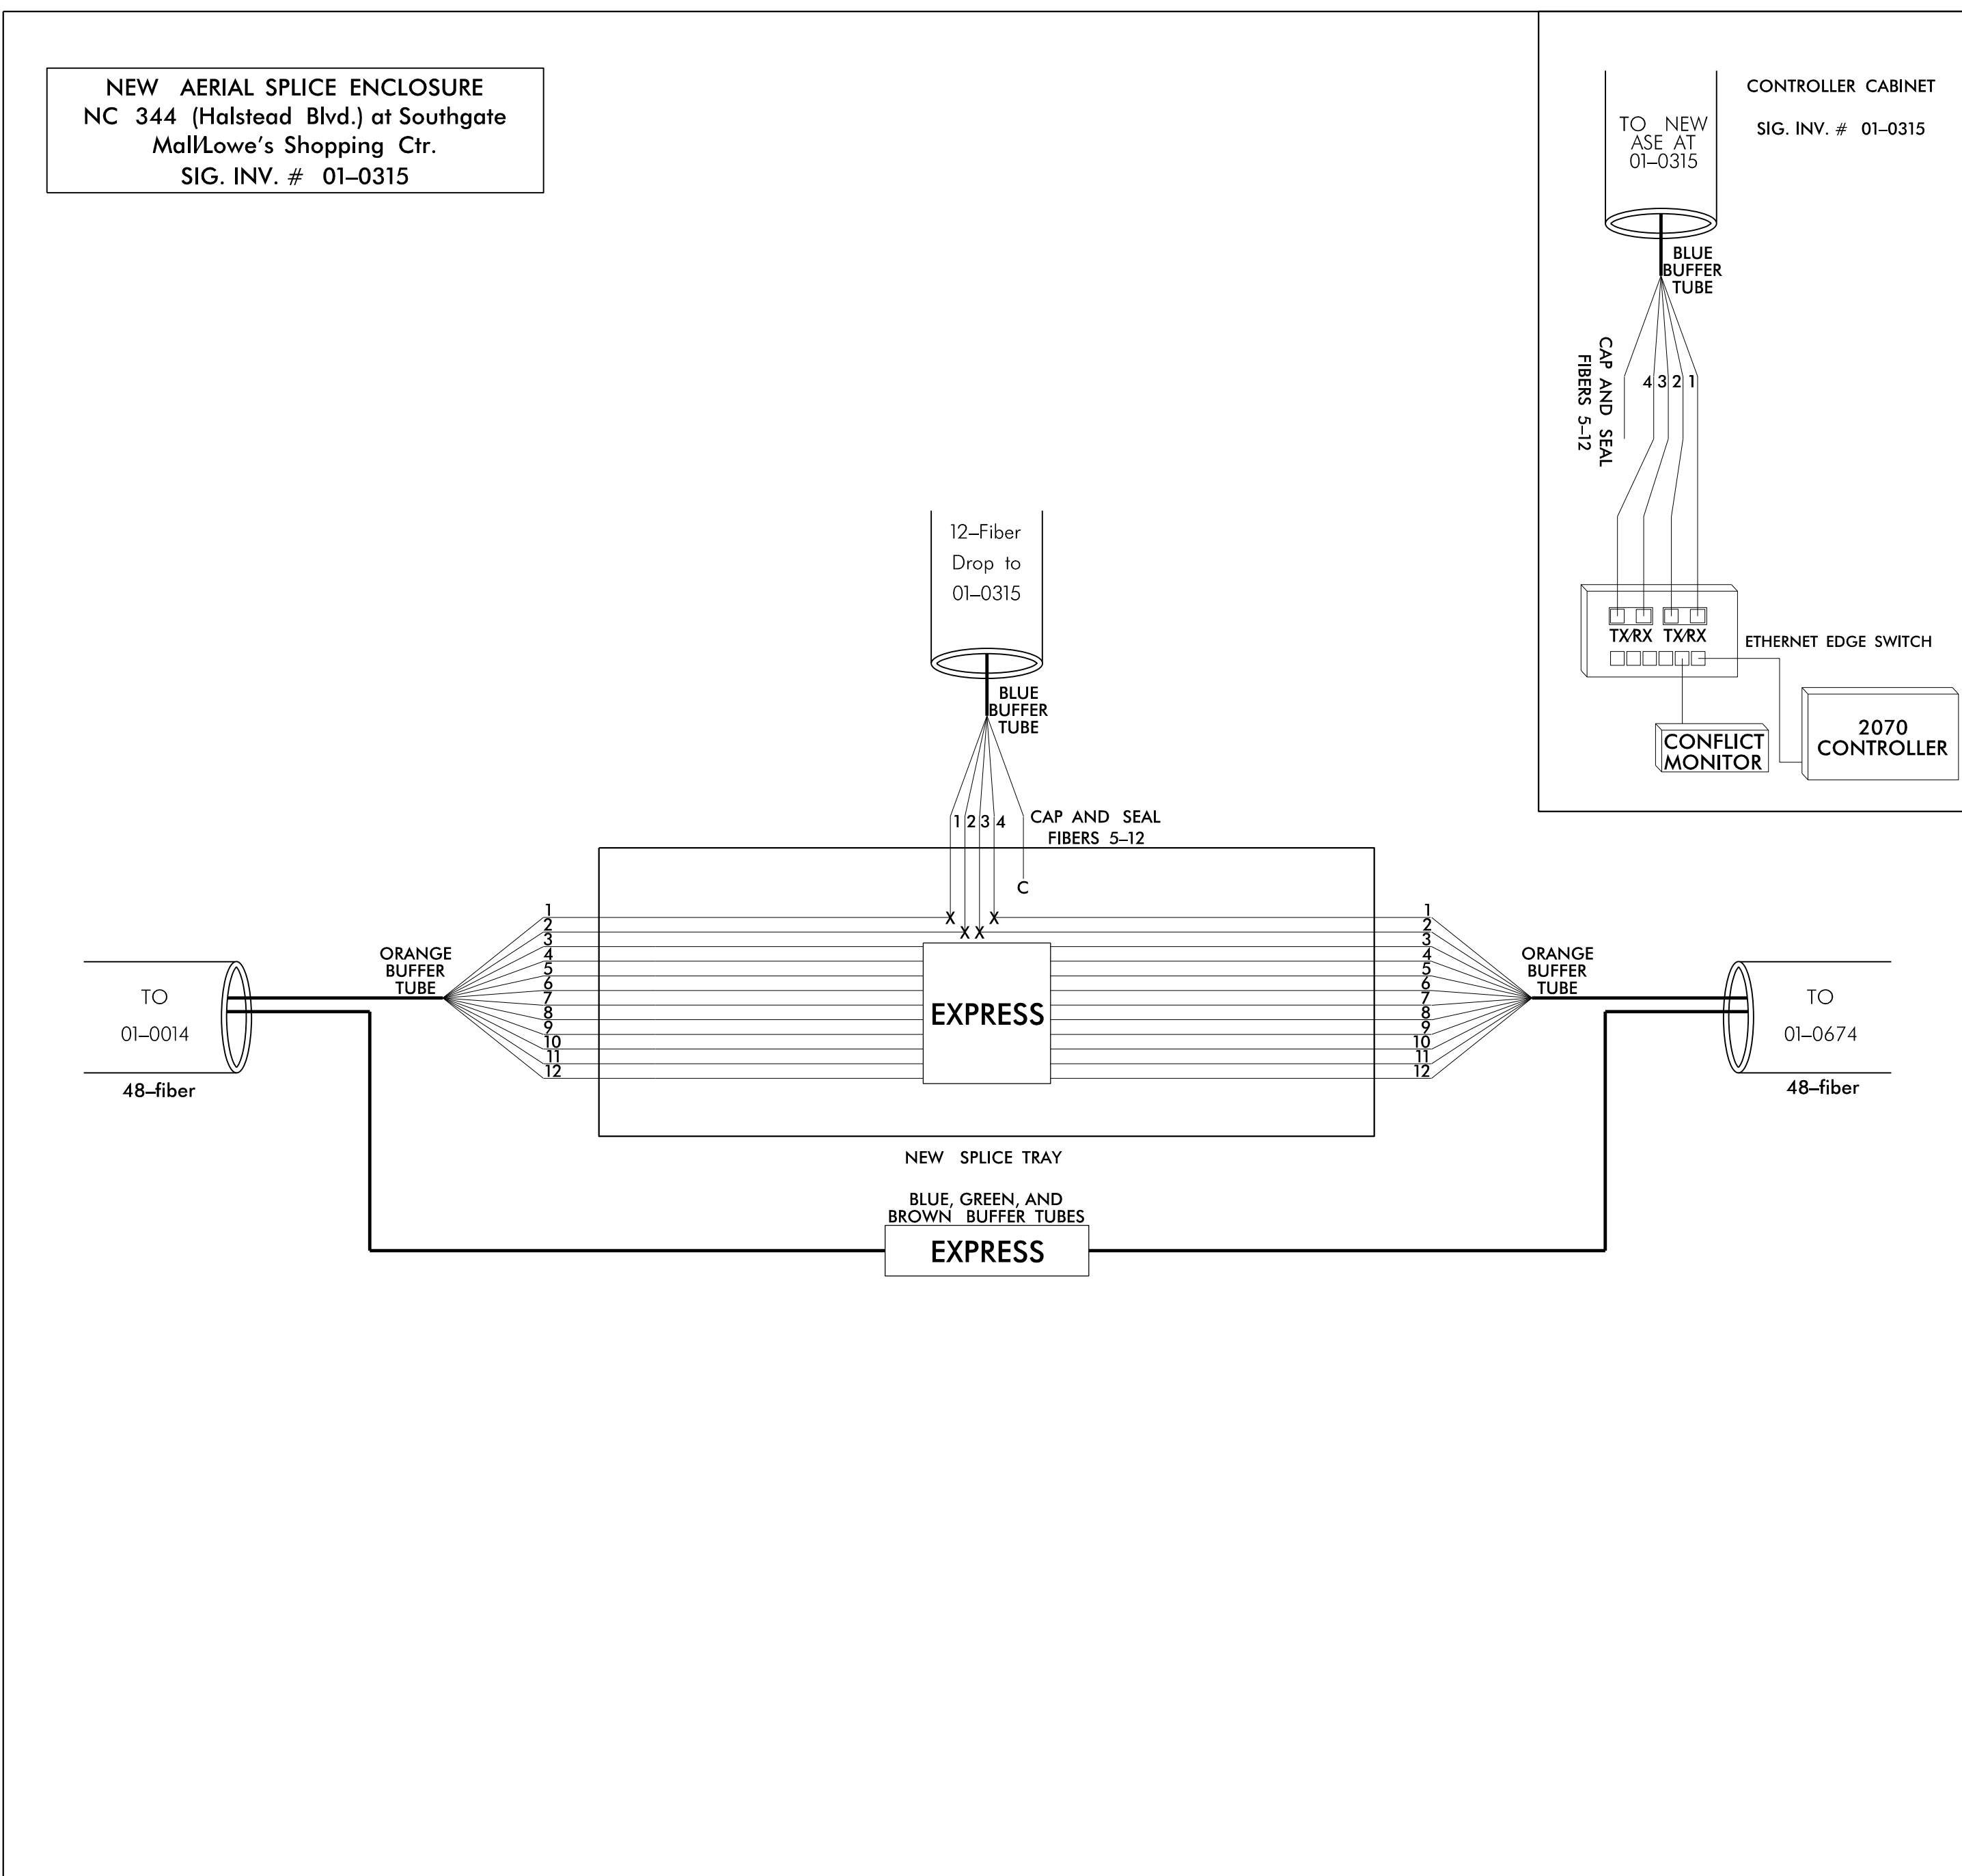 NEW AERIAL SPLICE ENCLOSURE
NC 344 (Halstead Blvd.) at Southgate
Mall/Lowe's Shopping Ctr.
SIG. INV. # 01-0315
CONTROLLER CABINET
SIG. INV. # 01-0315
TO NEW
ASE AT
01-0315
BLUE
BUFFER
TUBE
CAP AND SEAL
FIBERS 5-12
4 3 2 1
TX/RX TX/RX
ETHERNET EDGE SWITCH
CONFLICT
MONITOR
2070
CONTROLLER
12-Fiber
Drop to
01-0315
BLUE
BUFFER
TUBE
1 2 3 4
CAP AND SEAL
FIBERS 5-12
C
X X
X X
ORANGE
BUFFER
TUBE
1
2
3
4
5
6
7
8
9
10
11
12
EXPRESS
1
2
3
4
5
6
7
8
9
10
11
12
ORANGE
BUFFER
TUBE
TO
01-0014
48-fiber
TO
01-0674
48-fiber
NEW SPLICE TRAY
BLUE, GREEN, AND
BROWN BUFFER TUBES
EXPRESS